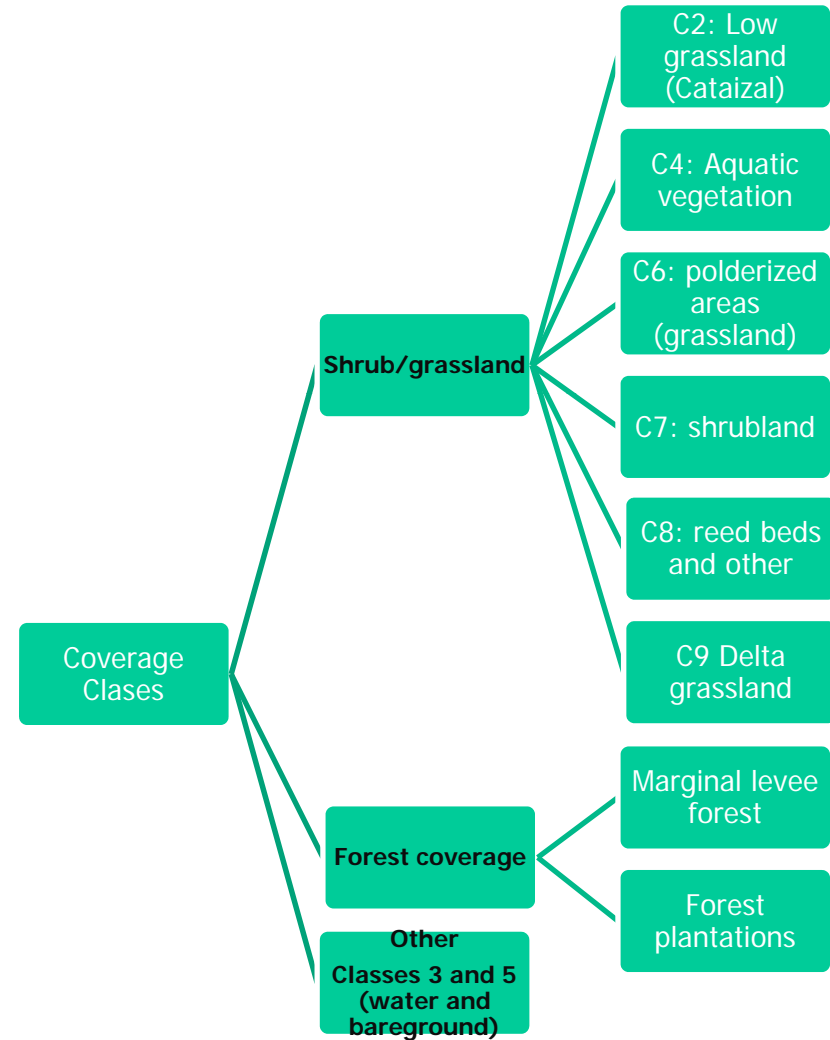 C2: Low
grassland
(Cataizal)
C4: Aquatic
vegetation
C6: polderized
areas
(grassland)
Shrub/grassland
C7: shrubland
C8: reed beds
and other
C9 Delta
grassland
Coverage
Clases
Marginal levee
forest
Forest coverage
Forest
plantations
Other
Classes 3 and 5
(water and
bareground)